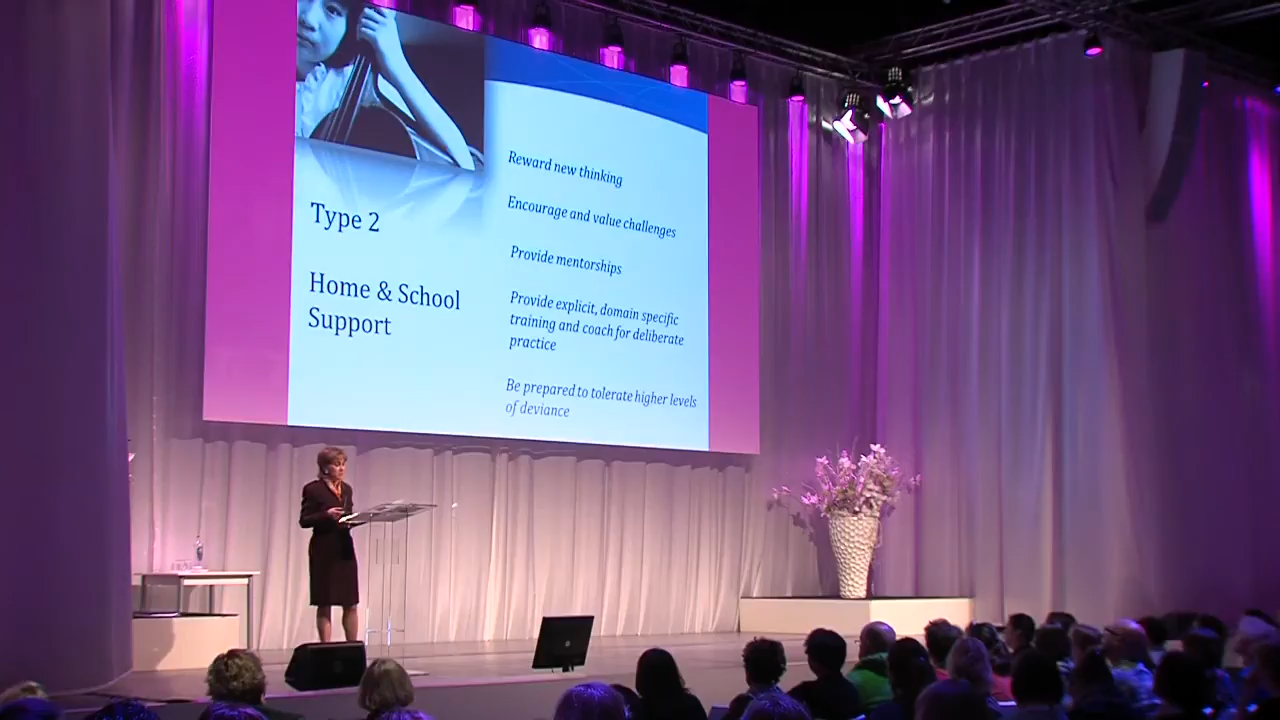 Type 2
Home & School
Support
Reward new thinking
Encourage and value challenges
Provide mentorships
Provide explicit, domain specific
training and coach for deliberate
practice
Be prepared to tolerate higher levels
of deviance